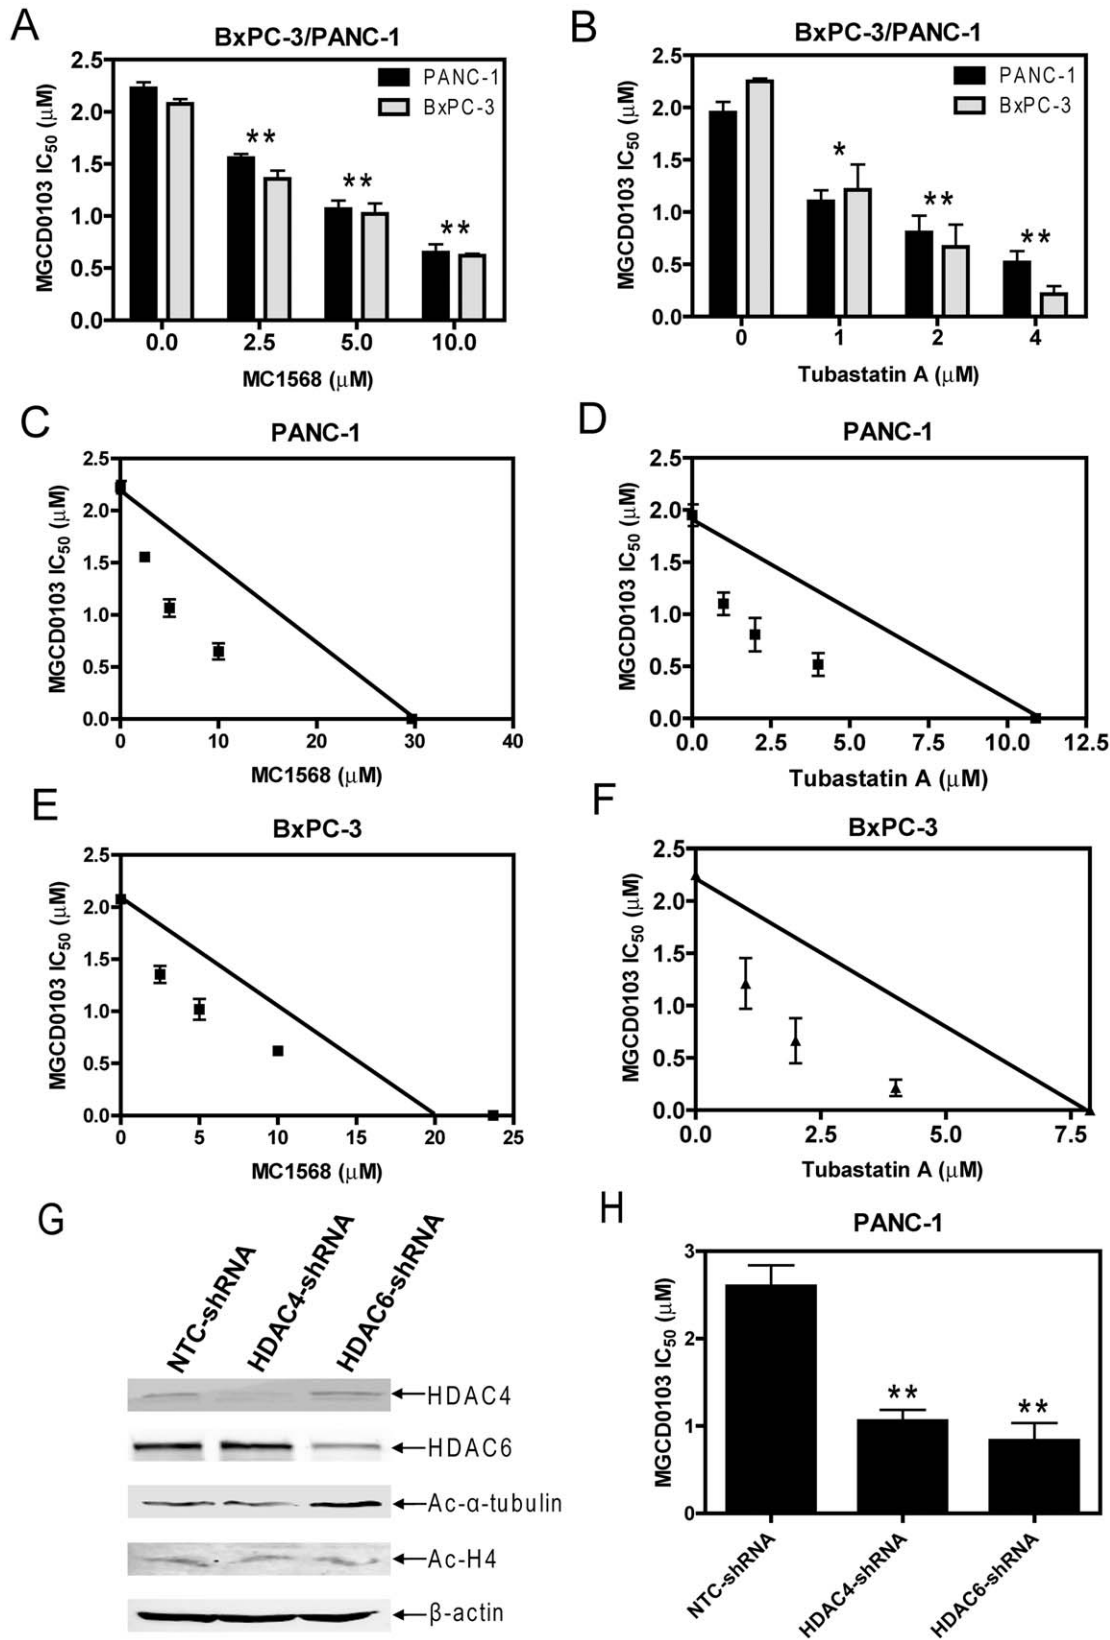 A
BxPC-3/PANC-1
MGCD0103 IC50 (μM)
2.5
2.0
1.5
1.0
0.5
0.0
PANC-1
BxPC-3
**
**
**
0.0 2.5 5.0 10.0
MC1568 (μM)
B
BxPC-3/PANC-1
MGCD0103 IC50 (μM)
2.5
2.0
1.5
1.0
0.5
0.0
PANC-1
BxPC-3
*
**
**
0 1 2 4
Tubastatin A (μM)
C
PANC-1
MGCD0103 IC50 (μM)
2.5
2.0
1.5
1.0
0.5
0.0
0 10 20 30 40
MC1568 (μM)
D
PANC-1
MGCD0103 IC50 (μM)
2.5
2.0
1.5
1.0
0.5
0.0
0.0 2.5 5.0 7.5 10.0 12.5
Tubastatin A (μM)
E
BxPC-3
MGCD0103 IC50 (μM)
2.5
2.0
1.5
1.0
0.5
0.0
0 5 10 15 20 25
MC1568 (μM)
F
BxPC-3
MGCD0103 IC50 (μM)
2.5
2.0
1.5
1.0
0.5
0.0
0.0 2.5 5.0 7.5
Tubastatin A (μM)
G
NTC-shRNA
HDAC4-shRNA
HDAC6-shRNA
HDAC4
HDAC6
Ac-α-tubulin
Ac-H4
β-actin
H
PANC-1
MGCD0103 IC50 (μM)
3
2
1
0
**
**
NTC-shRNA
HDAC4-shRNA
HDAC6-shRNA